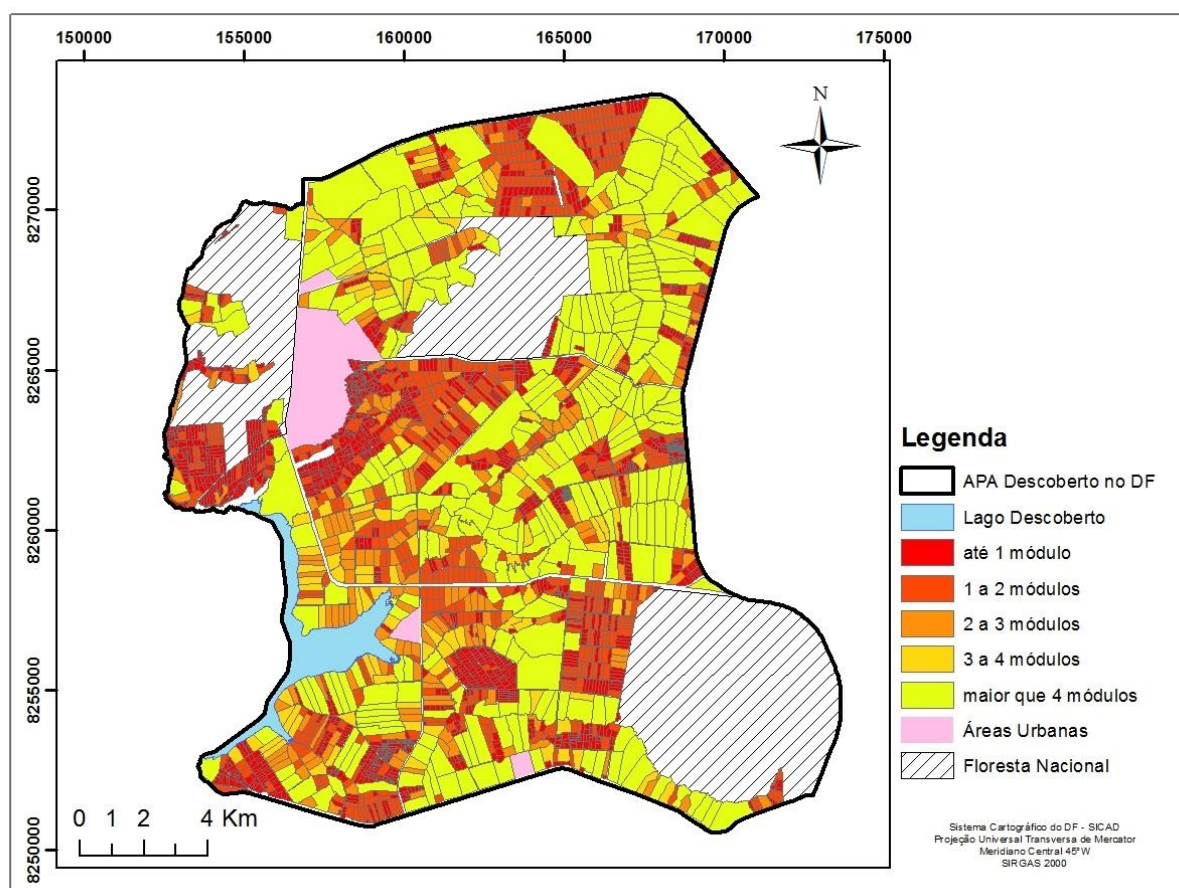 150000 155000 160000 165000 170000 175000
N
8270000
8265000
8260000
8255000
8250000
Legenda
APA Descoberto no DF
Lago Descoberto
até 1 módulo
1 a 2 módulos
2 a 3 módulos
3 a 4 módulos
maior que 4 módulos
Áreas Urbanas
Floresta Nacional
0 1 2 4 Km
Sistema Cartográfico do DF - SICAD
Projeção Universal Transversa de Mercator
Meridiano Central 45°W
SIRGAS 2000